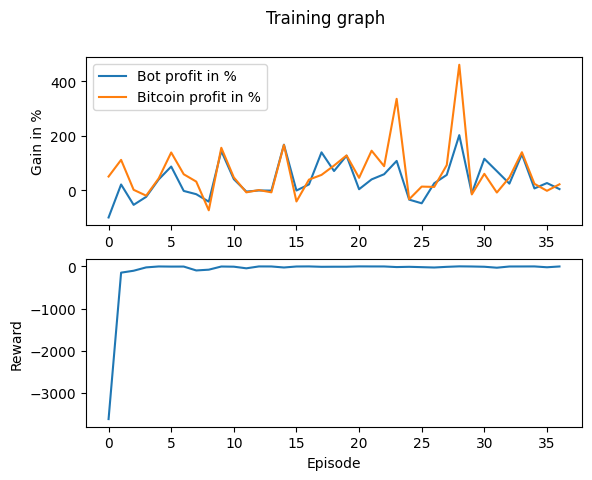 Training graph
Gain in %
400
200
0
Bot profit in %
Bitcoin profit in %
0 5 10 15 20 25 30 35
Reward
0
−1000
−2000
−3000
0 5 10 15 20 25 30 35
Episode